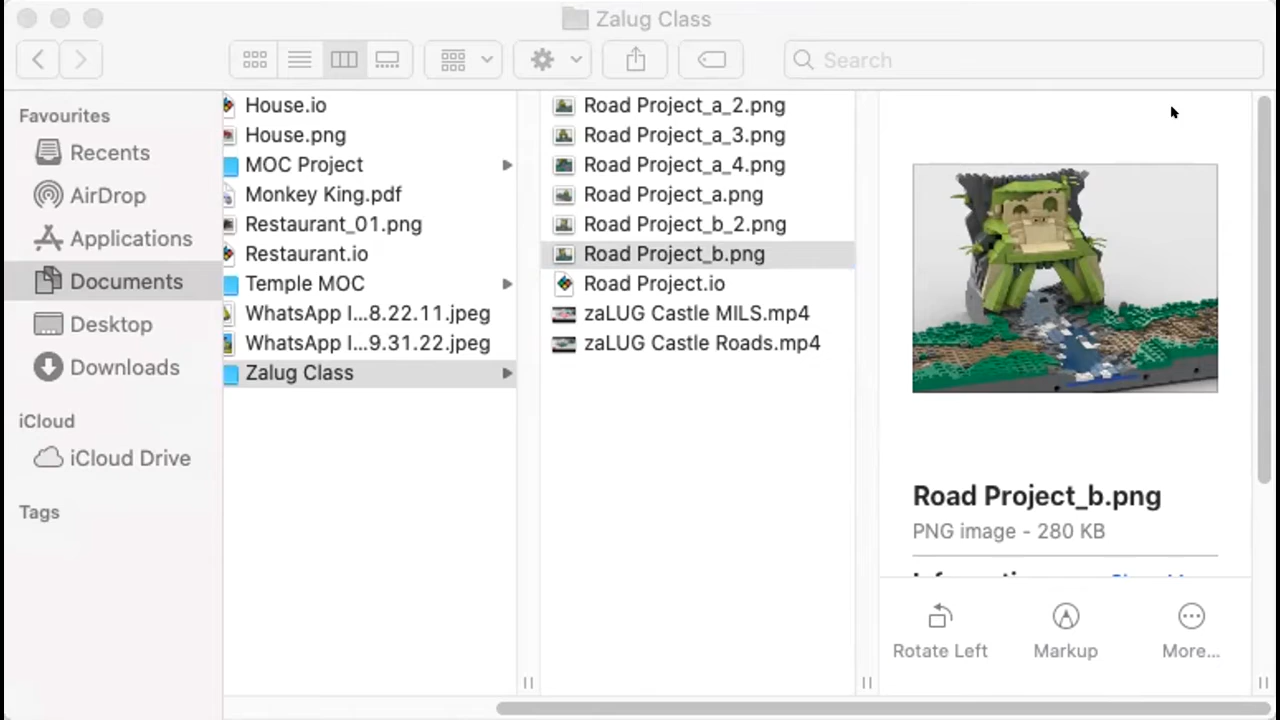 Zalug Class
Search
Favourites
Recents
AirDrop
Applications
Documents
Desktop
Downloads
iCloud
iCloud Drive
Tags
House.io
House.png
MOC Project
Monkey King.pdf
Restaurant_01.png
Restaurant.io
Temple MOC
WhatsApp I...8.22.11.jpeg
WhatsApp I...9.31.22.jpeg
Zalug Class
Road Project_a_2.png
Road Project_a_3.png
Road Project_a_4.png
Road Project_a.png
Road Project_b_2.png
Road Project_b.png
Road Project.io
zaLUG Castle MILS.mp4
zaLUG Castle Roads.mp4
Road Project_b.png
PNG image - 280 KB
Rotate Left
Markup
More...